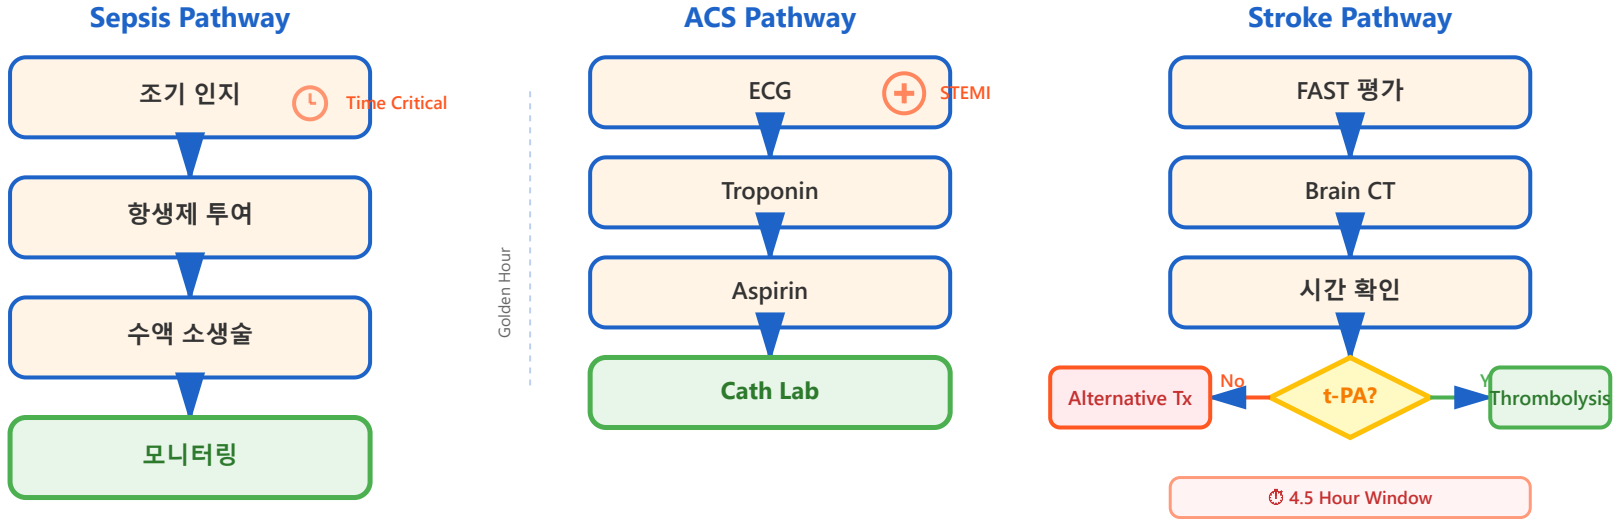 Sepsis Pathway
조기 인지
Time Critical
항생제 투여
수액 소생술
모니터링
Golden Hour
ACS Pathway
ECG
STEMI
Troponin
Aspirin
Cath Lab
Stroke Pathway
FAST 평가
Brain CT
시간 확인
t-PA?
No
Alternative Tx
Y
Thrombolysis
⏱ 4.5 Hour Window